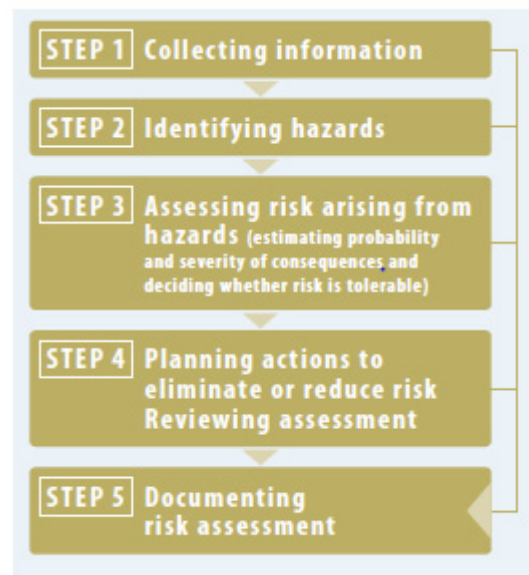 STEP 1 Collecting information
STEP 2 Identifying hazards
STEP 3 Assessing risk arising from
hazards (estimating probability
and severity of consequences and
deciding whether risk is tolerable)
STEP 4 Planning actions to
eliminate or reduce risk
Reviewing assessment
STEP 5 Documenting
risk assessment